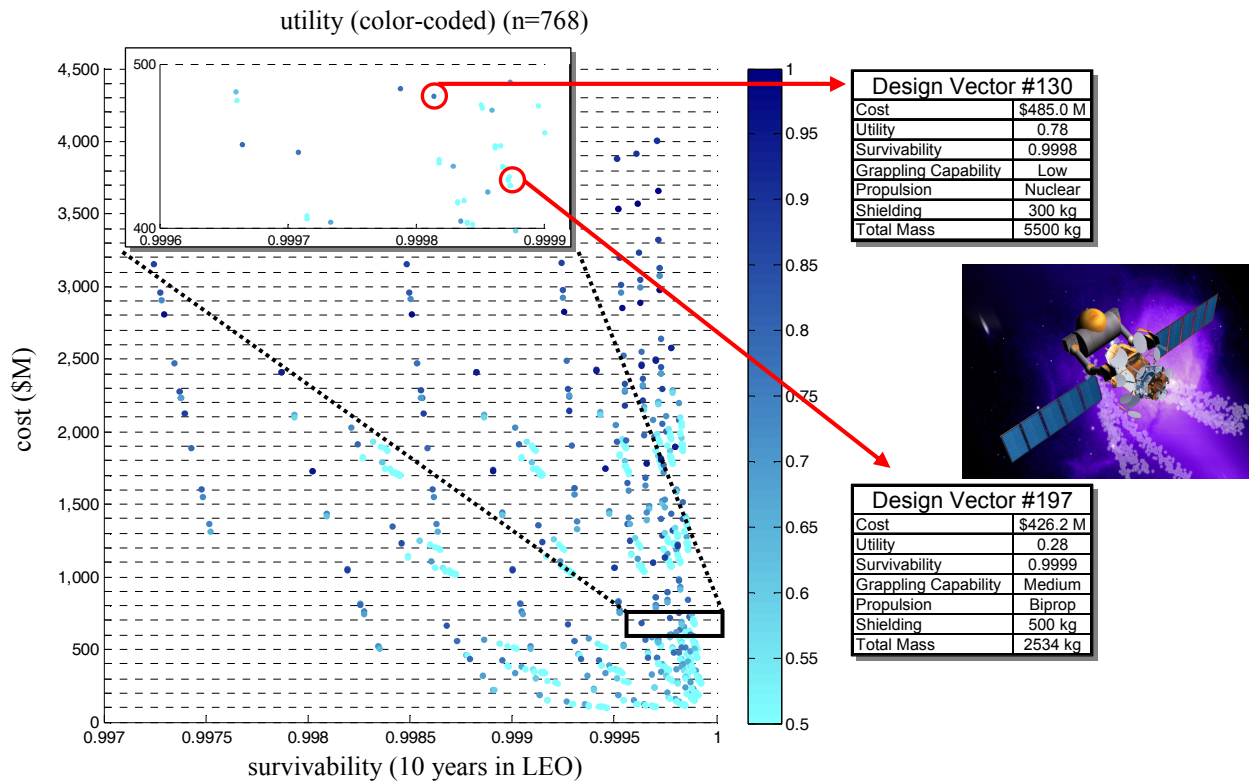 utility (color-coded) (n=768)
4,500
4,000
3,500
3,000
2,500
2,000
1,500
1,000
500
0
cost ($M)
0.997
0.9975
0.998
0.9985
0.999
0.9995
1
survivability (10 years in LEO)
500
400
0.9996
0.9997
0.9998
0.9999
1
0.95
0.9
0.85
0.8
0.75
0.7
0.65
0.6
0.55
0.5
Design Vector #130
Cost $485.0 M
Utility 0.78
Survivability 0.9998
Grappling Capability Low
Propulsion Nuclear
Shielding 300 kg
Total Mass 5500 kg
Design Vector #197
Cost $426.2 M
Utility 0.28
Survivability 0.9999
Grappling Capability Medium
Propulsion Biprop
Shielding 500 kg
Total Mass 2534 kg